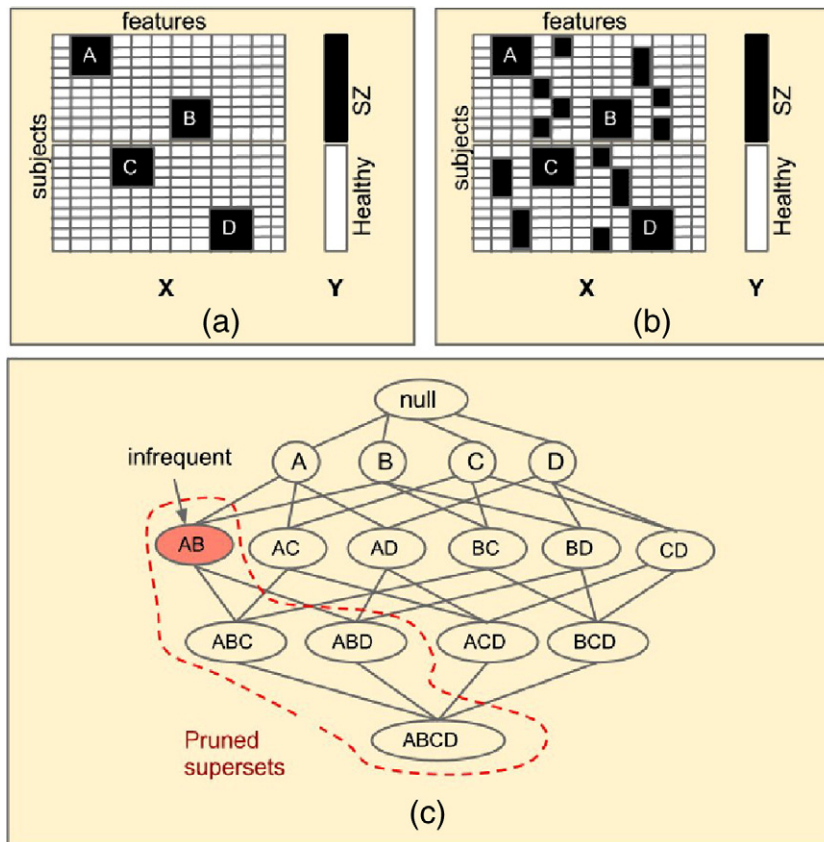 features
A
B
C
D
subjects
SZ
Healthy
X
Y
(a)
features
A
B
C
D
subjects
SZ
Healthy
X
Y
(b)
null
infrequent
A B C D
AB AC AD BC BD CD
ABC ABD ACD BCD
ABCD
Pruned
supersets
(c)